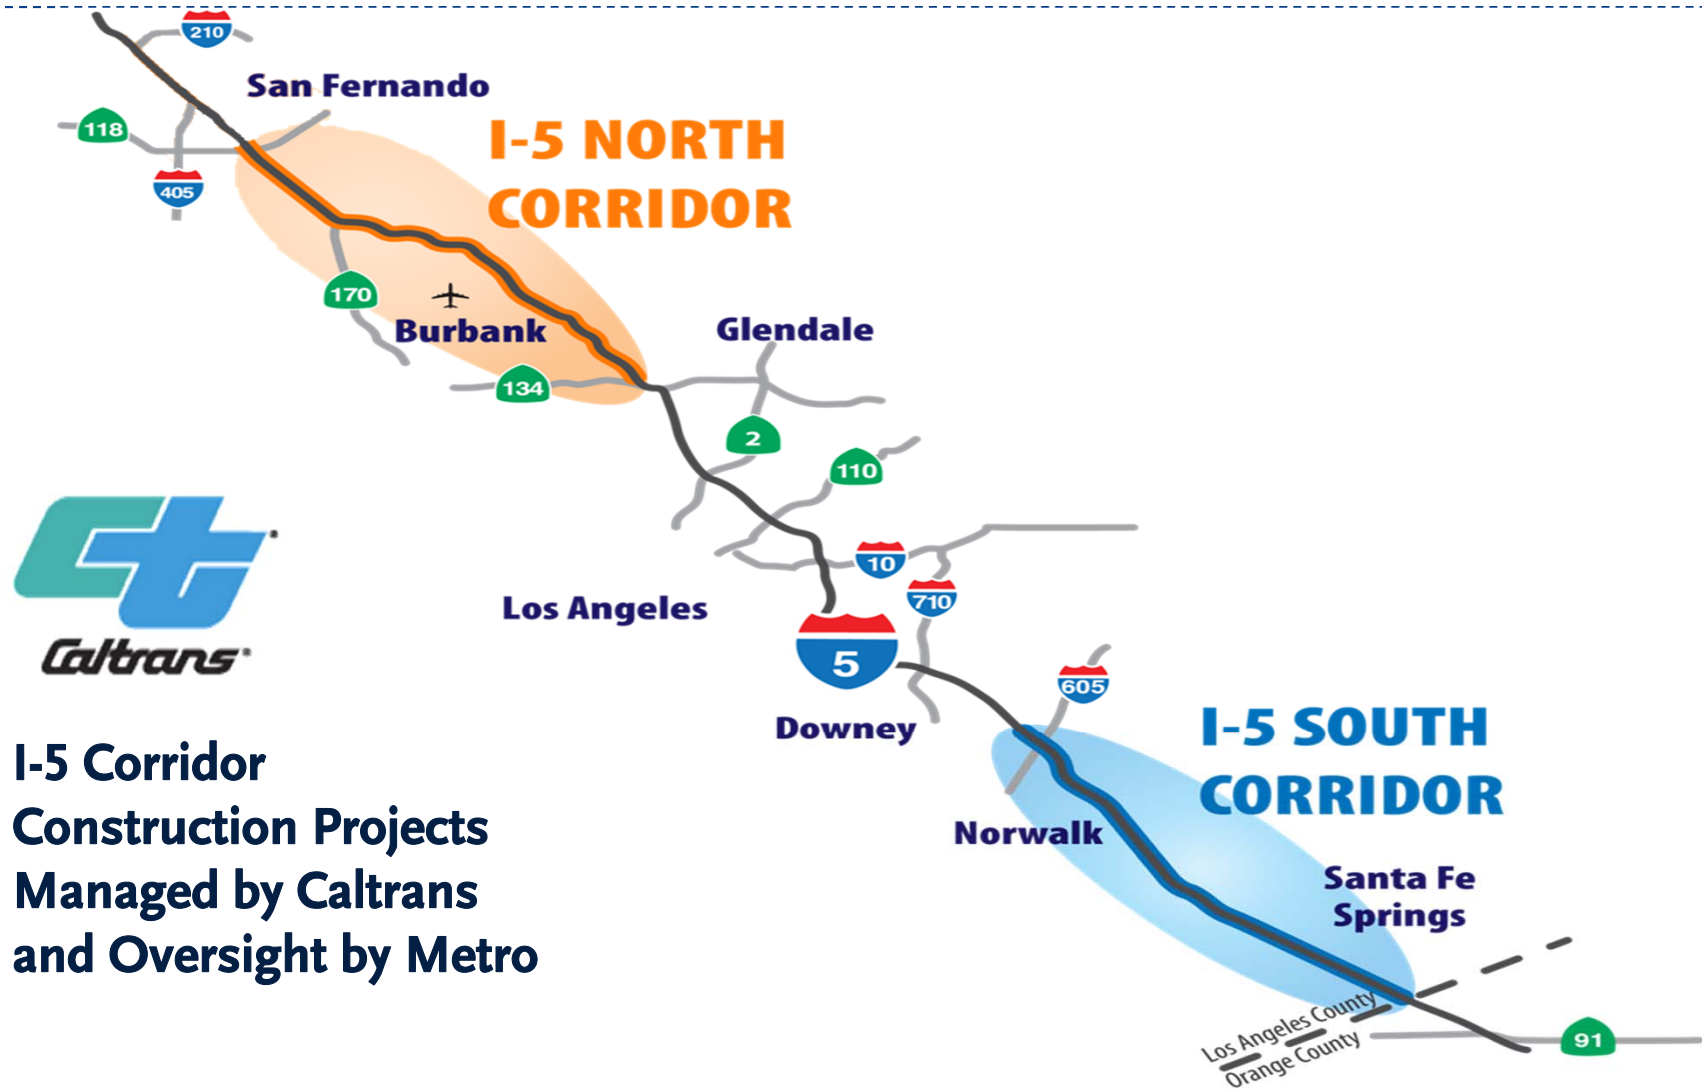 210
San Fernando
118
I-5 NORTH
CORRIDOR
405
170
Burbank
Glendale
134
2
110
10
Los Angeles
710
5
605
Caltrans
Downey
I-5 SOUTH
CORRIDOR
I-5 Corridor
Construction Projects
Managed by Caltrans
and Oversight by Metro
Norwalk
Santa Fe
Springs
Los Angeles County
Orange County
91